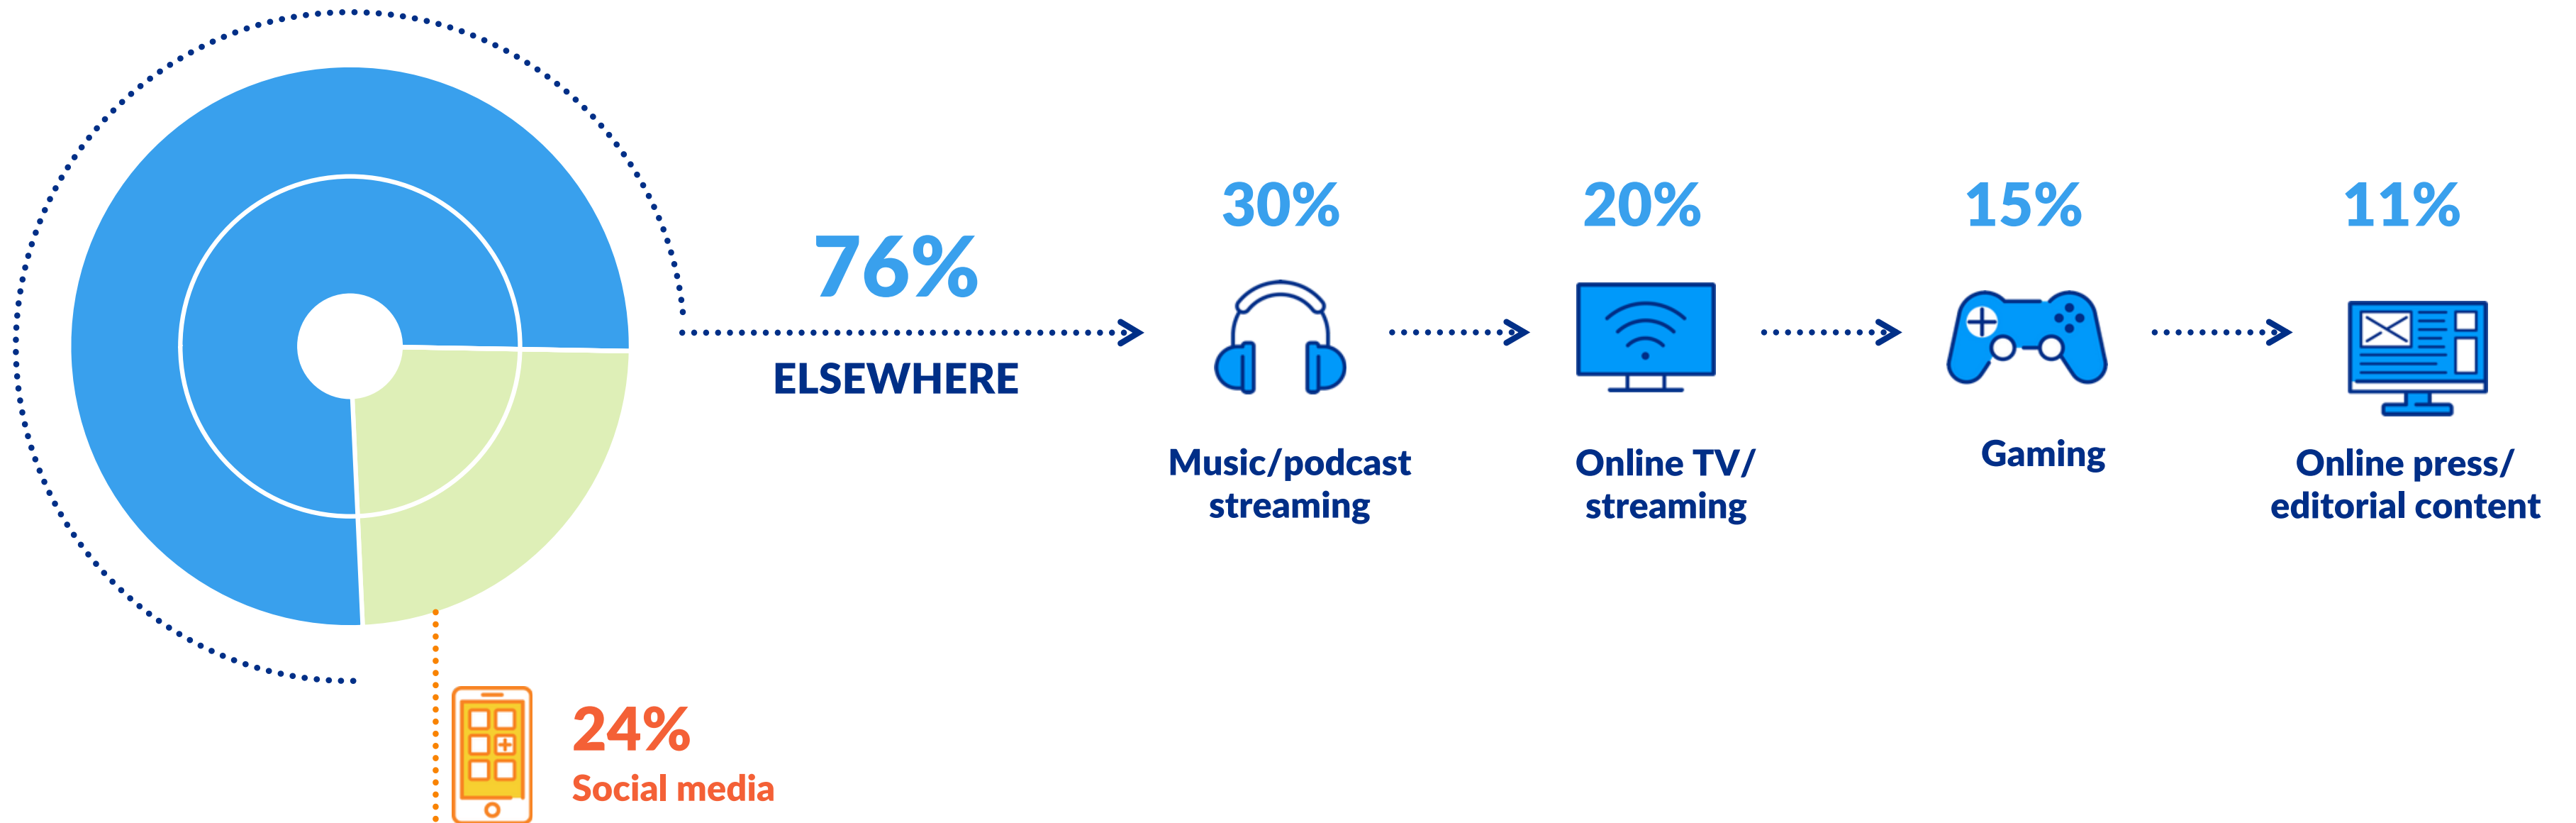 76%
ELSEWHERE
30%
Music/podcast
streaming
20%
Online TV/
streaming
15%
Gaming
11%
Online press/
editorial content
24%
Social media